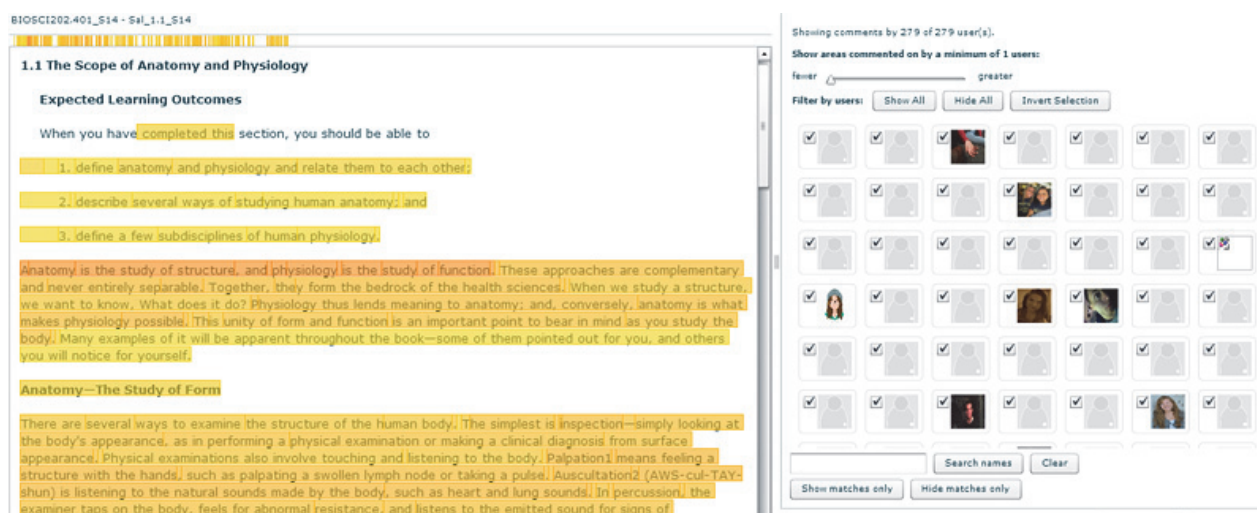 BIOSCI202.401_S14 - Sal_1.1_S14
1.1 The Scope of Anatomy and Physiology
Expected Learning Outcomes
When you have completed this section, you should be able to
1. define anatomy and physiology and relate them to each other;
2. describe several ways of studying human anatomy; and
3. define a few subdisciplines of human physiology.
Anatomy is the study of structure, and physiology is the study of function. These approaches are complementary
and never entirely separable. Together, they form the bedrock of the health sciences. When we study a structure,
we want to know, What does it do? Physiology thus lends meaning to anatomy; and, conversely, anatomy is what
makes physiology possible. This unity of form and function is an important point to bear in mind as you study the
body. Many examples of it will be apparent throughout the book—some of them pointed out for you, and others
you will notice for yourself.
Anatomy—The Study of Form
There are several ways to examine the structure of the human body. The simplest is inspection—simply looking at
the body's appearance, as in performing a physical examination or making a clinical diagnosis from surface
appearance. Physical examinations also involve touching and listening to the body. Palpation1 means feeling a
structure with the hands, such as palpating a swollen lymph node or taking a pulse. Auscultation2 (AWS-cul-TAY-
shun) is listening to the natural sounds made by the body, such as heart and lung sounds. In percussion, the
examiner taps on the body, feels for abnormal resistance, and listens to the emitted sound for signs of
Showing comments by 279 of 279 user(s).
Show areas commented on by a minimum of 1 users:
fewer greater
Filter by users: Show All Hide All Invert Selection
Search names Clear
Show matches only Hide matches only